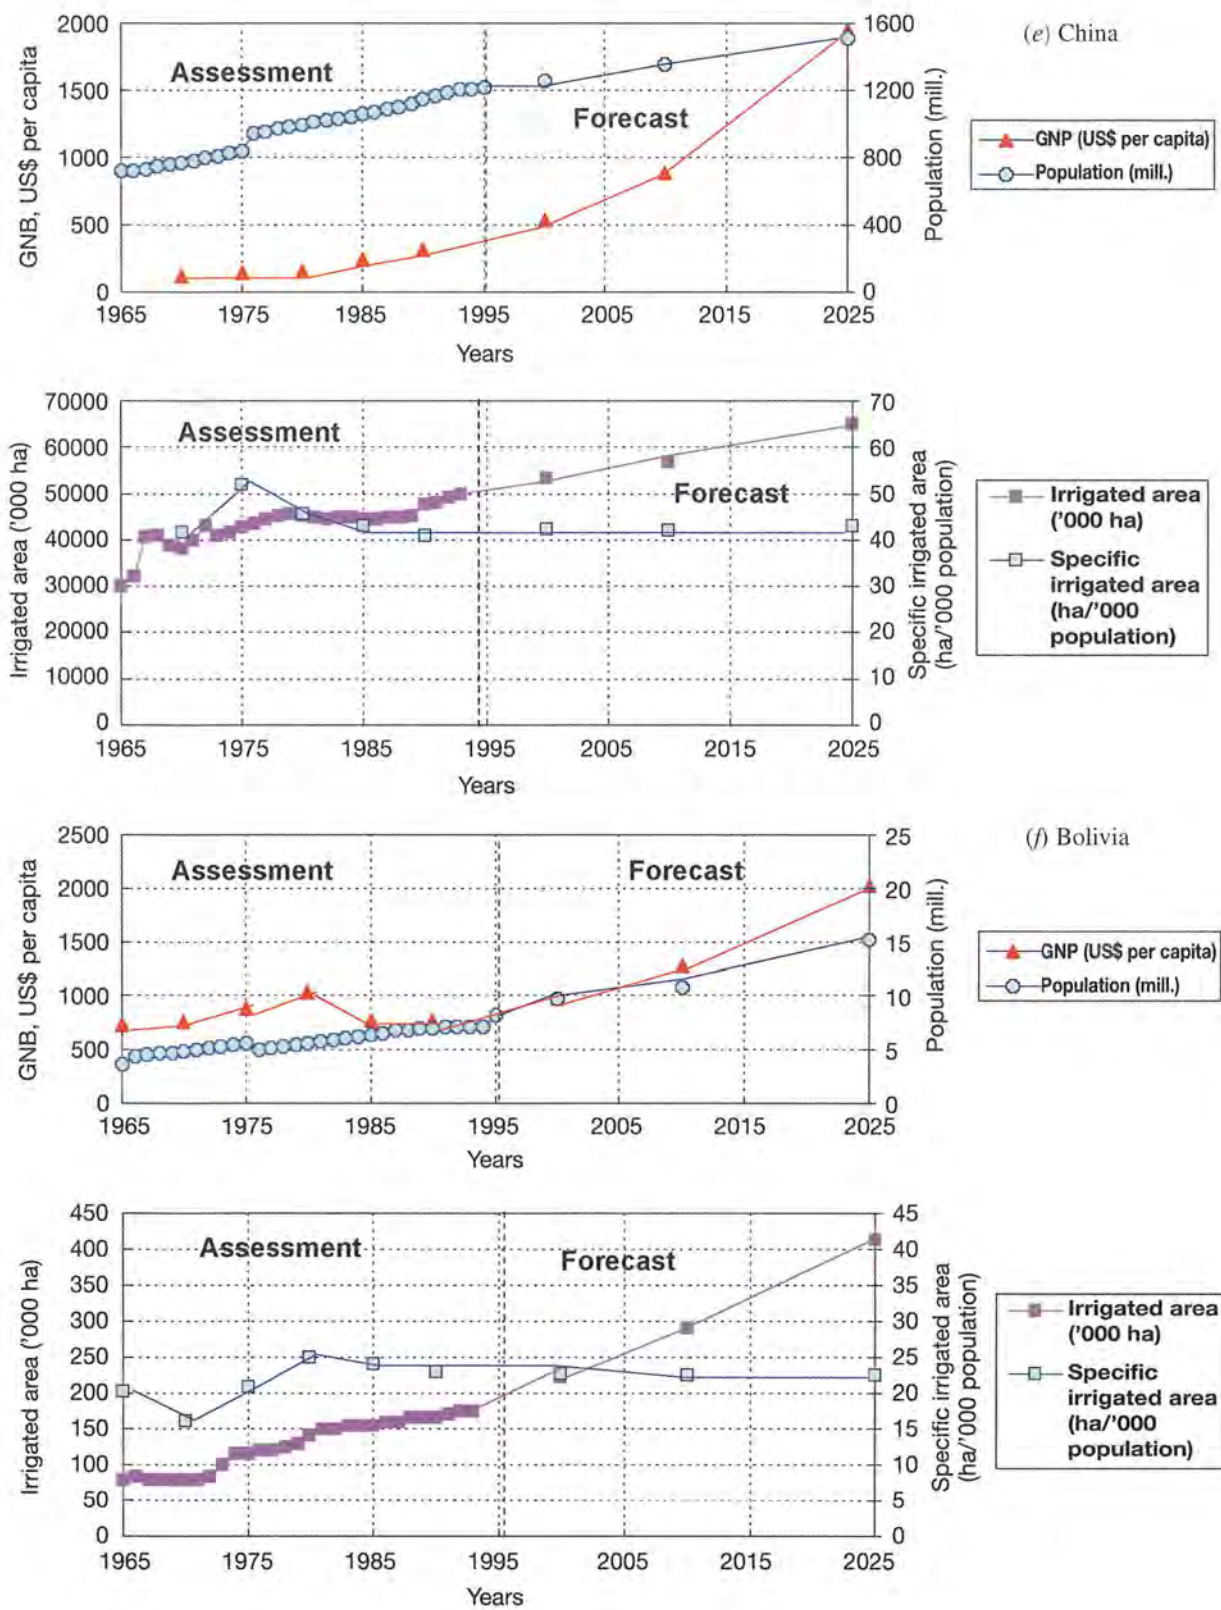 2000
1500
1000
500
0
GNB, US$ per capita
Assessment
Forecast
1600
1200
800
400
0
Population (mill.)
1965 1975 1985 1995 2005 2015 2025
Years
(e) China
GNP (US$ per capita)
Population (mill.)
70000
60000
50000
40000
30000
20000
10000
0
Irrigated area ('000 ha)
Assessment
Forecast
70
60
50
40
30
20
10
0
Specific irrigated area
(ha/'000 population)
1965 1975 1985 1995 2005 2015 2025
Years
Irrigated area
('000 ha)
Specific
irrigated area
(ha/'000
population)
2500
2000
1500
1000
500
0
GNB, US$ per capita
Assessment
Forecast
25
20
15
10
5
0
Population (mill.)
1965 1975 1985 1995 2005 2015 2025
Years
(f) Bolivia
GNP (US$ per capita)
Population (mill.)
450
400
350
300
250
200
150
100
50
0
Irrigated area ('000 ha)
Assessment
Forecast
45
40
35
30
25
20
15
10
5
0
Specific irrigated area
(ha/'000 population)
1965 1975 1985 1995 2005 2015 2025
Years
Irrigated area
('000 ha)
Specific
irrigated area
(ha/'000
population)